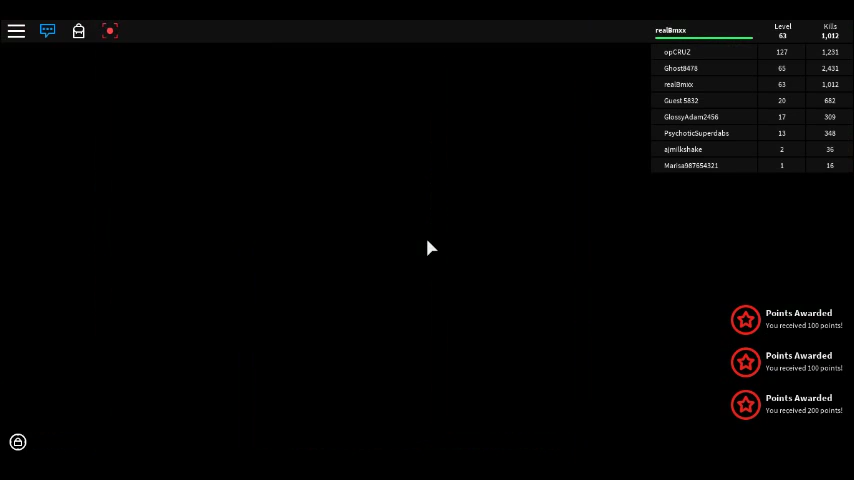 realBmxx Level Kills
63 1,012
opCRUZ 127 1,231
Ghost8478 65 2,431
realBmxx 63 1,012
Guest 5832 20 682
GlossyAdam2456 17 309
PsychoticSuperdabs 13 348
ajmilkshake 2 36
Marisa987654321 1 16
Points Awarded
You received 100 points!
Points Awarded
You received 100 points!
Points Awarded
You received 200 points!